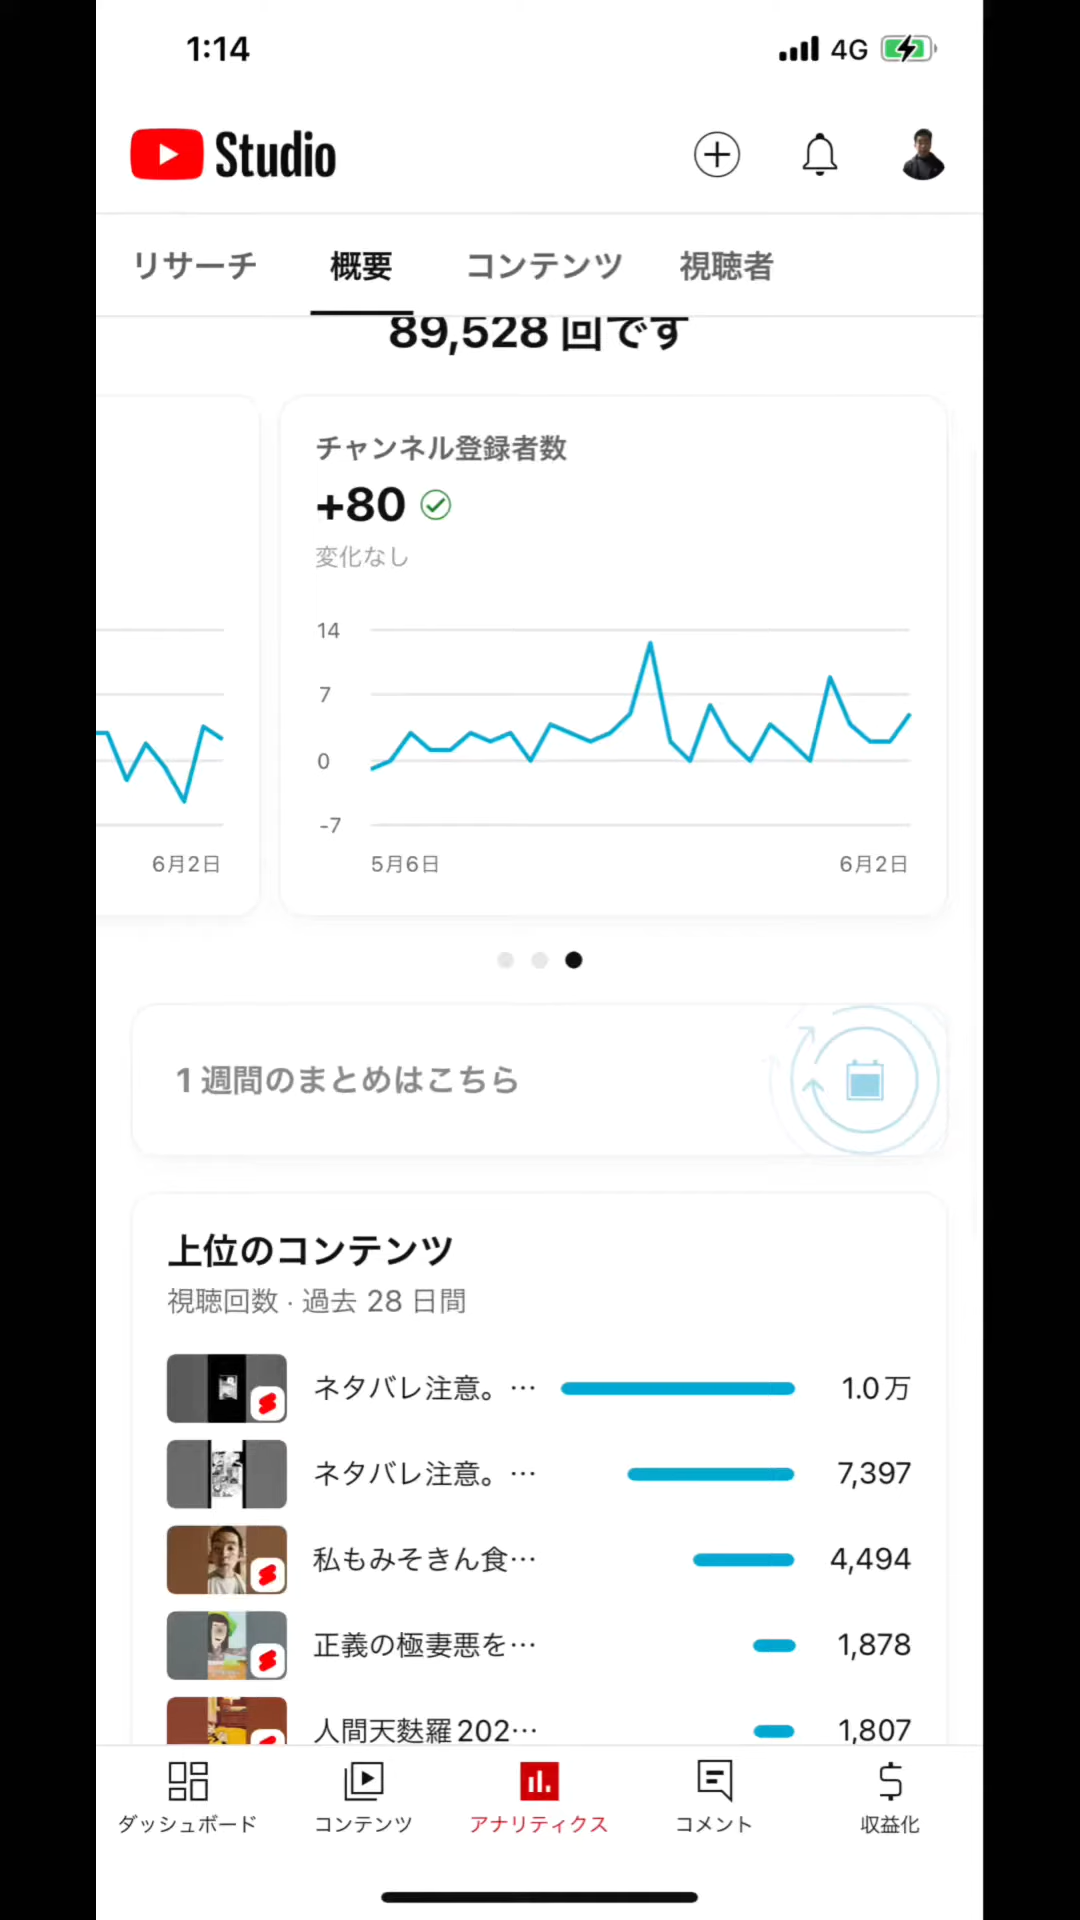 1:14
4G
Studio
リサーチ 概要 コンテンツ 視聴者
89,528 回です
チャンネル登録者数
+80
変化なし
14
7
0
-7
6月2日
5月6日 6月2日
1 週間のまとめはこちら
上位のコンテンツ
視聴回数 · 過去 28 日間
ネタバレ注意。… 1.0 万
ネタバレ注意。… 7,397
私もみそきん食… 4,494
正義の極妻悪を… 1,878
人間天麩羅202… 1,807
ダッシュボード コンテンツ アナリティクス コメント 収益化